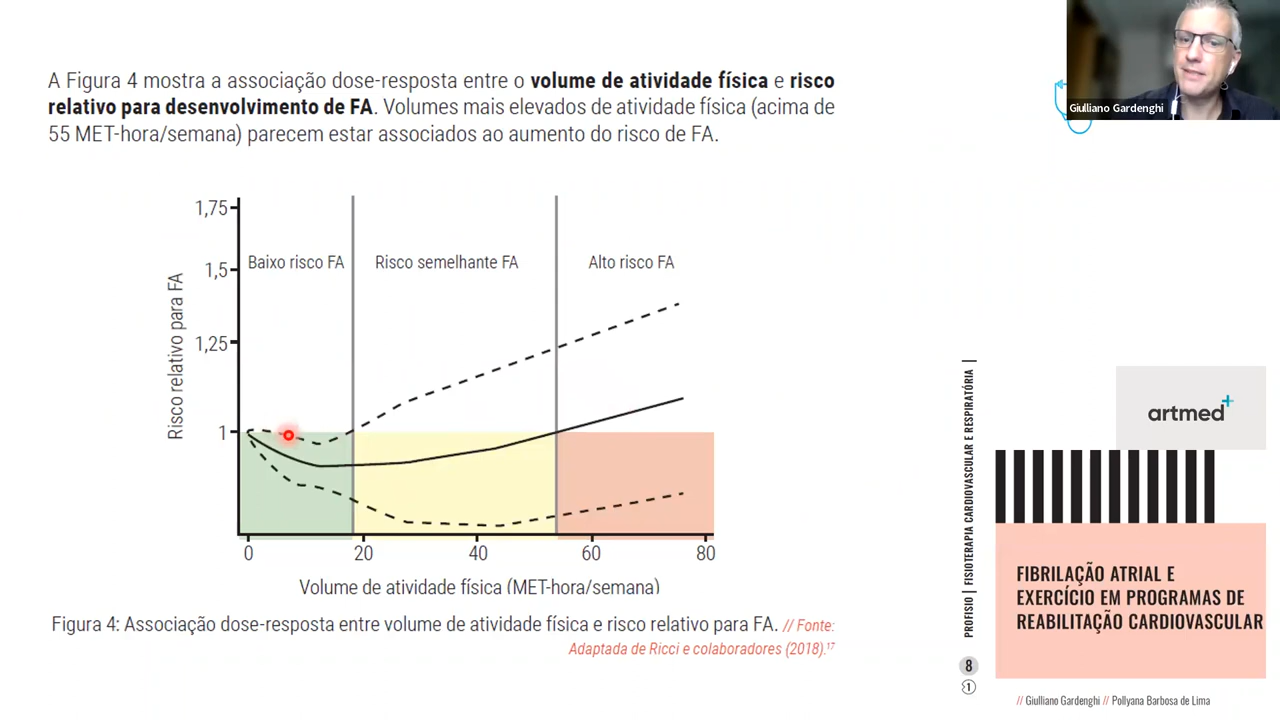 Giulliano Gardenghi
A Figura 4 mostra a associação dose-resposta entre o volume de atividade física e risco
relativo para desenvolvimento de FA. Volumes mais elevados de atividade física (acima de
55 MET-hora/semana) parecem estar associados ao aumento do risco de FA.
1,75
1,5
1,25
1
Risco relativo para FA
Baixo risco FA
Risco semelhante FA
Alto risco FA
0 20 40 60 80
Volume de atividade física (MET-hora/semana)
Figura 4: Associação dose-resposta entre volume de atividade física e risco relativo para FA. // Fonte:
Adaptada de Ricci e colaboradores (2018).¹⁷
PROFISIO | FISIOTERAPIA CARDIOVASCULAR E RESPIRATÓRIA |
8
1
artmed+
FIBRILAÇÃO ATRIAL E
EXERCÍCIO EM PROGRAMAS DE
REABILITAÇÃO CARDIOVASCULAR
// Giulliano Gardenghi // Pollyana Barbosa de Lima